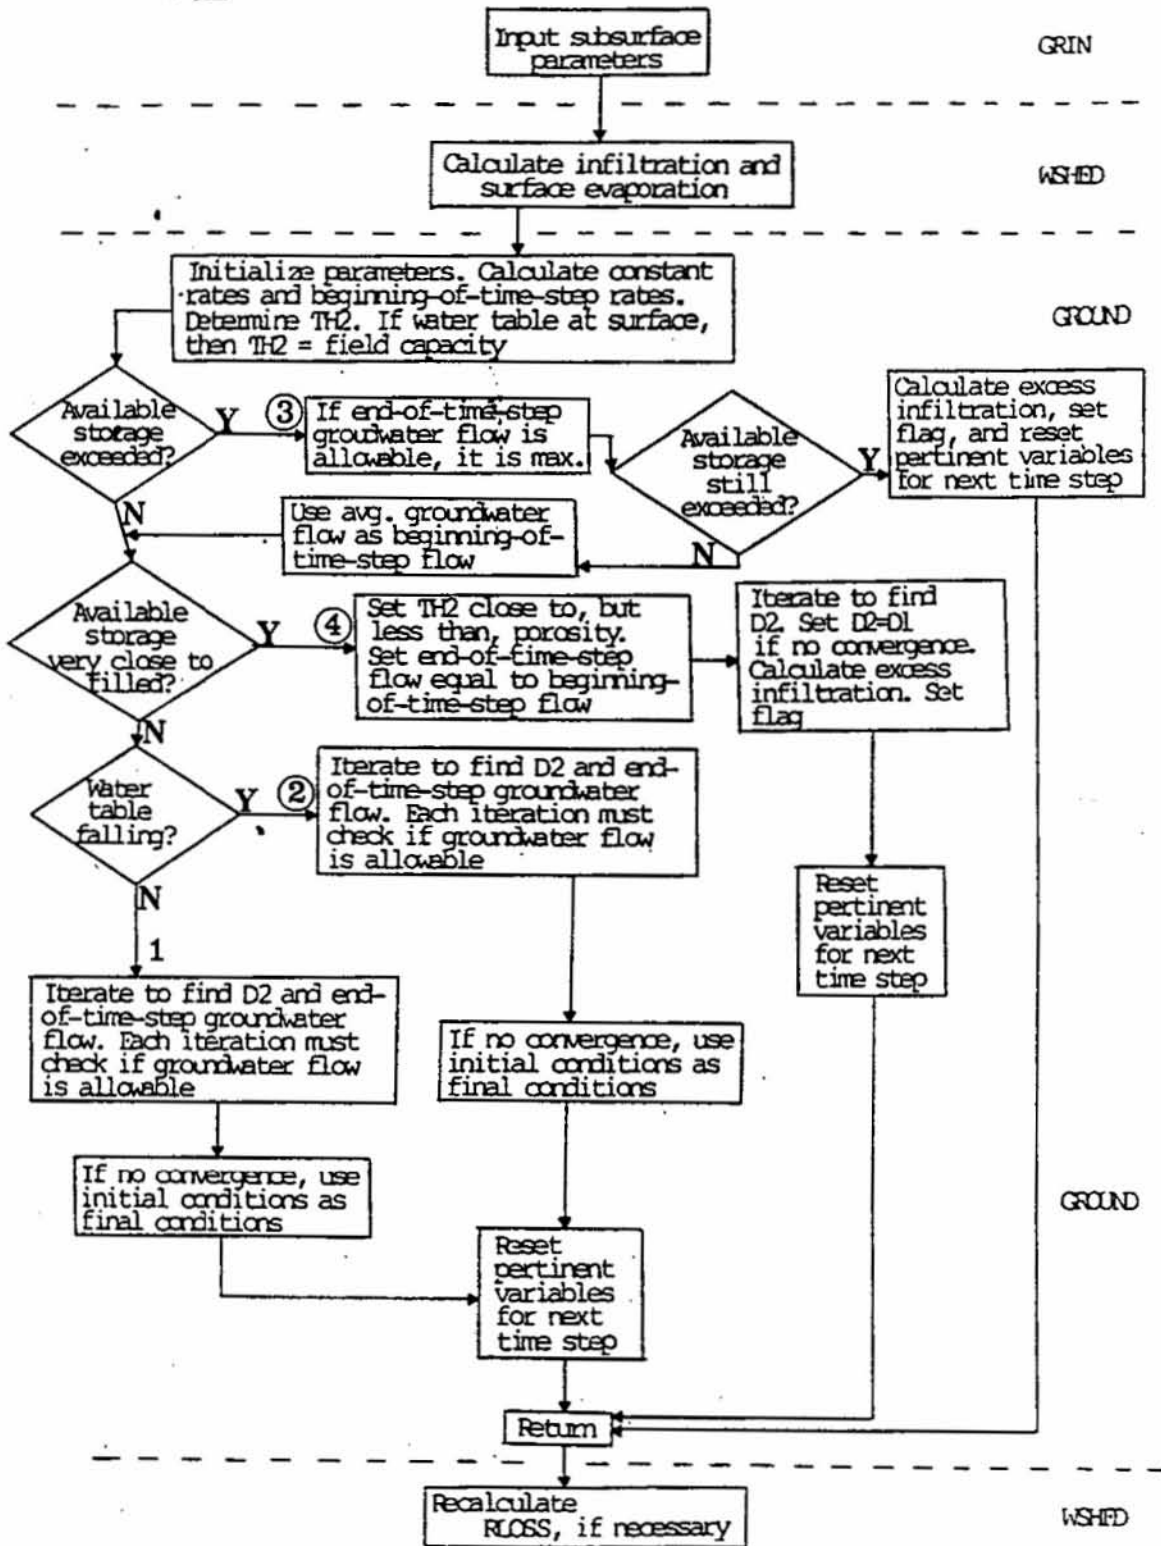 Input subsurface
parameters
GRIN
Calculate infiltration and
surface evaporation
WSHED
Initialize parameters. Calculate constant
rates and beginning-of-time-step rates.
Determine TH2. If water table at surface,
then TH2 = field capacity
GROUND
Available
storage
exceeded?
Y
③
If end-of-time-step
groundwater flow is
allowable, it is max.
Available
storage
still
exceeded?
Y
Calculate excess
infiltration, set
flag, and reset
pertinent variables
for next time step
N
Use avg. groundwater
flow as beginning-of-
time-step flow
N
Available
storage
very close to
filled?
Y
④
Set TH2 close to, but
less than, porosity.
Set end-of-time-step
flow equal to beginning-
of-time-step flow
Iterate to find
D2. Set D2=D1
if no convergence.
Calculate excess
infiltration. Set
flag
N
Water
table
falling?
Y
②
Iterate to find D2 and end-
of-time-step groundwater
flow. Each iteration must
check if groundwater flow
is allowable
Reset
pertinent
variables
for next
time step
N
1
Iterate to find D2 and end-
of-time-step groundwater
flow. Each iteration must
check if groundwater flow
is allowable
If no convergence, use
initial conditions as
final conditions
If no convergence, use
initial conditions as
final conditions
GROUND
Reset
pertinent
variables
for next
time step
Return
Recalculate
RLOSS, if necessary
WSHED